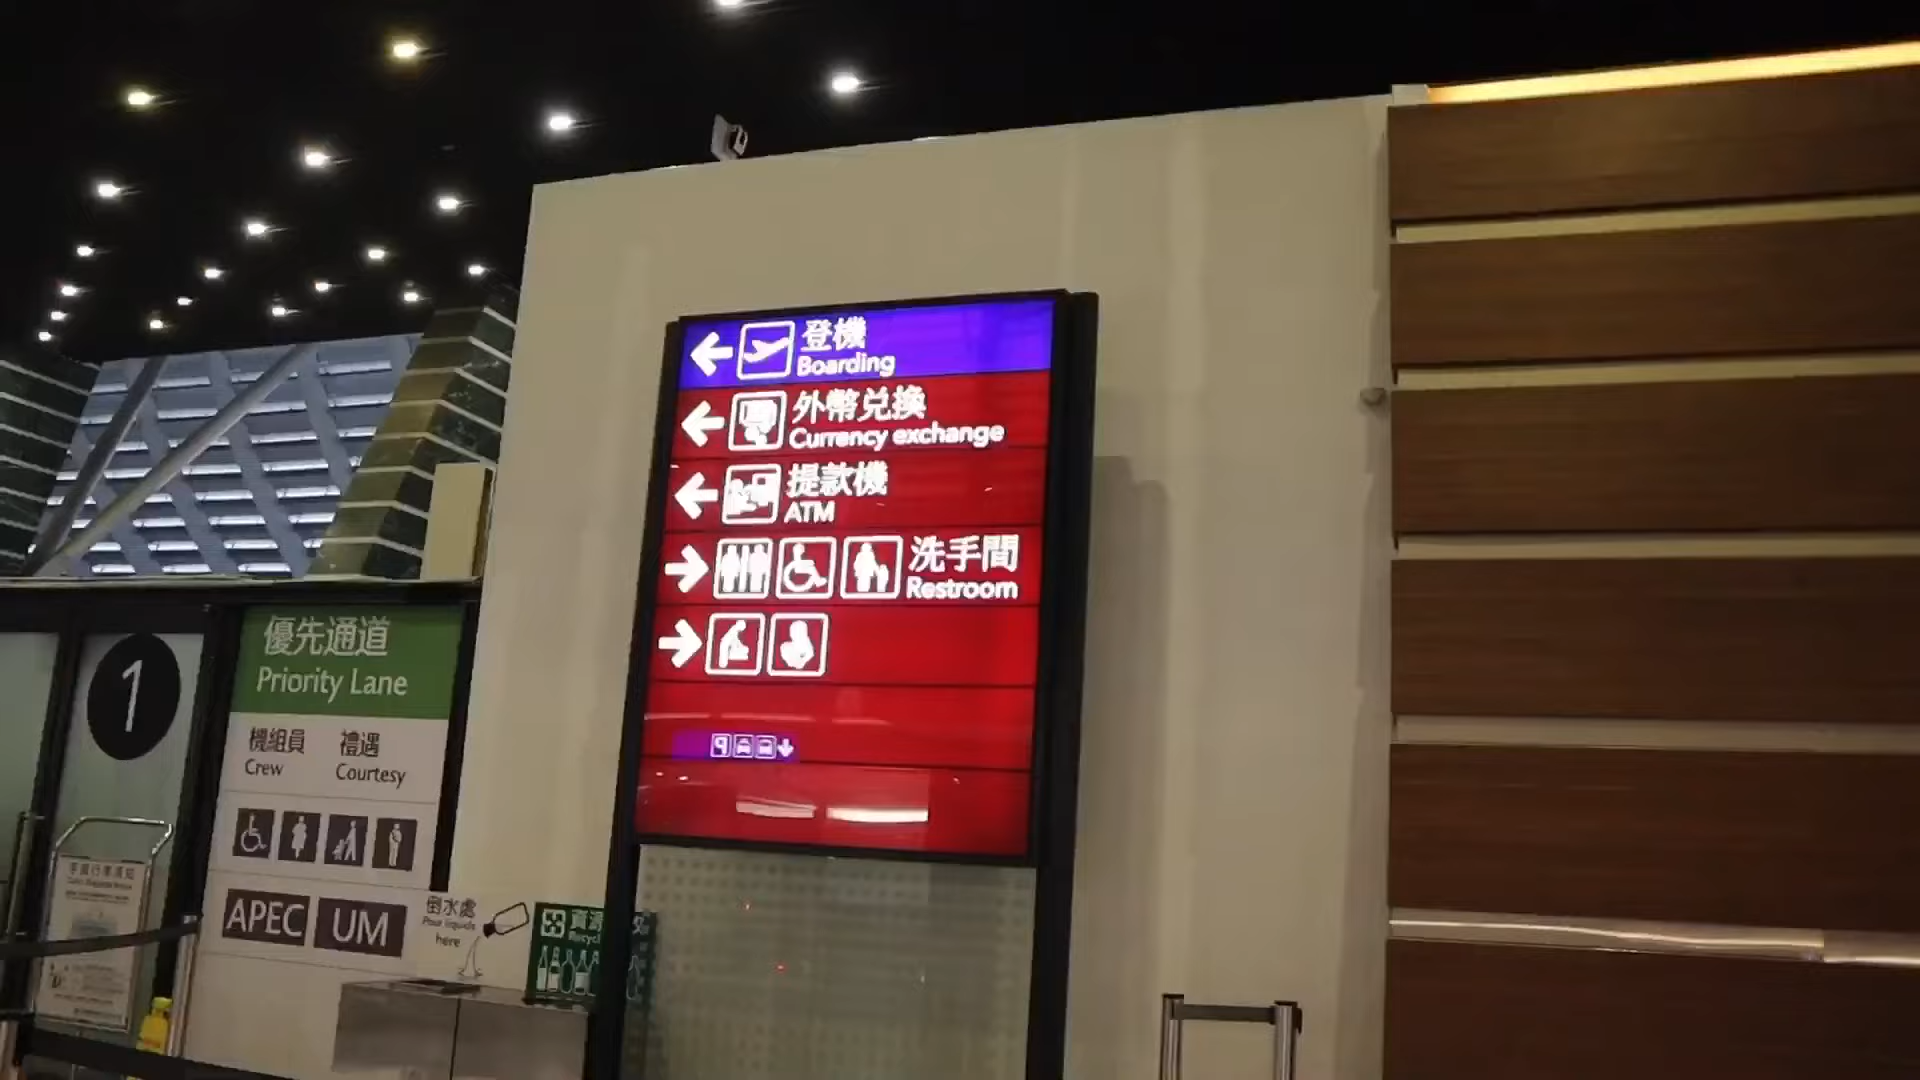 登機
Boarding
外幣兌換
Currency exchange
提款機
ATM
洗手間
Restroom
1
優先通道
Priority Lane
機組員 禮遇
Crew Courtesy
APEC UM
倒水處
Pour liquids
here